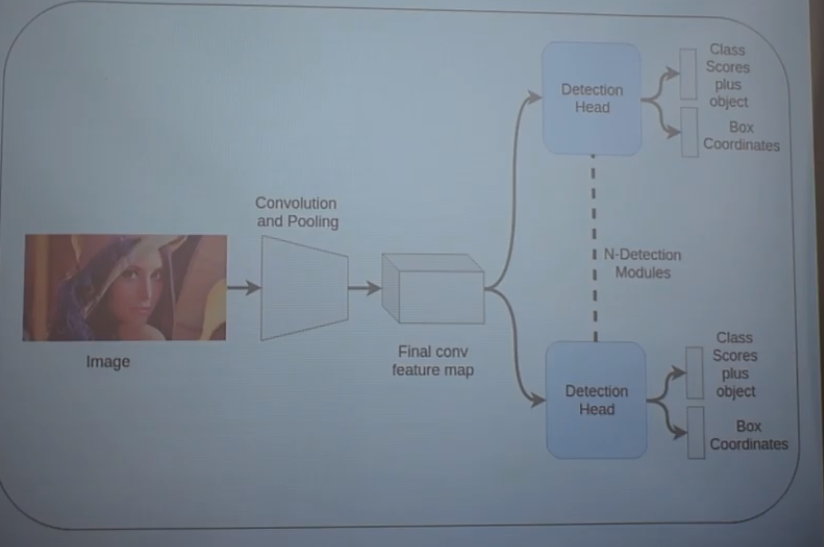 Image
Convolution
and Pooling
Final conv
feature map
Detection
Head
Class
Scores
plus
object
Box
Coordinates
N-Detection
Modules
Detection
Head
Class
Scores
plus
object
Box
Coordinates